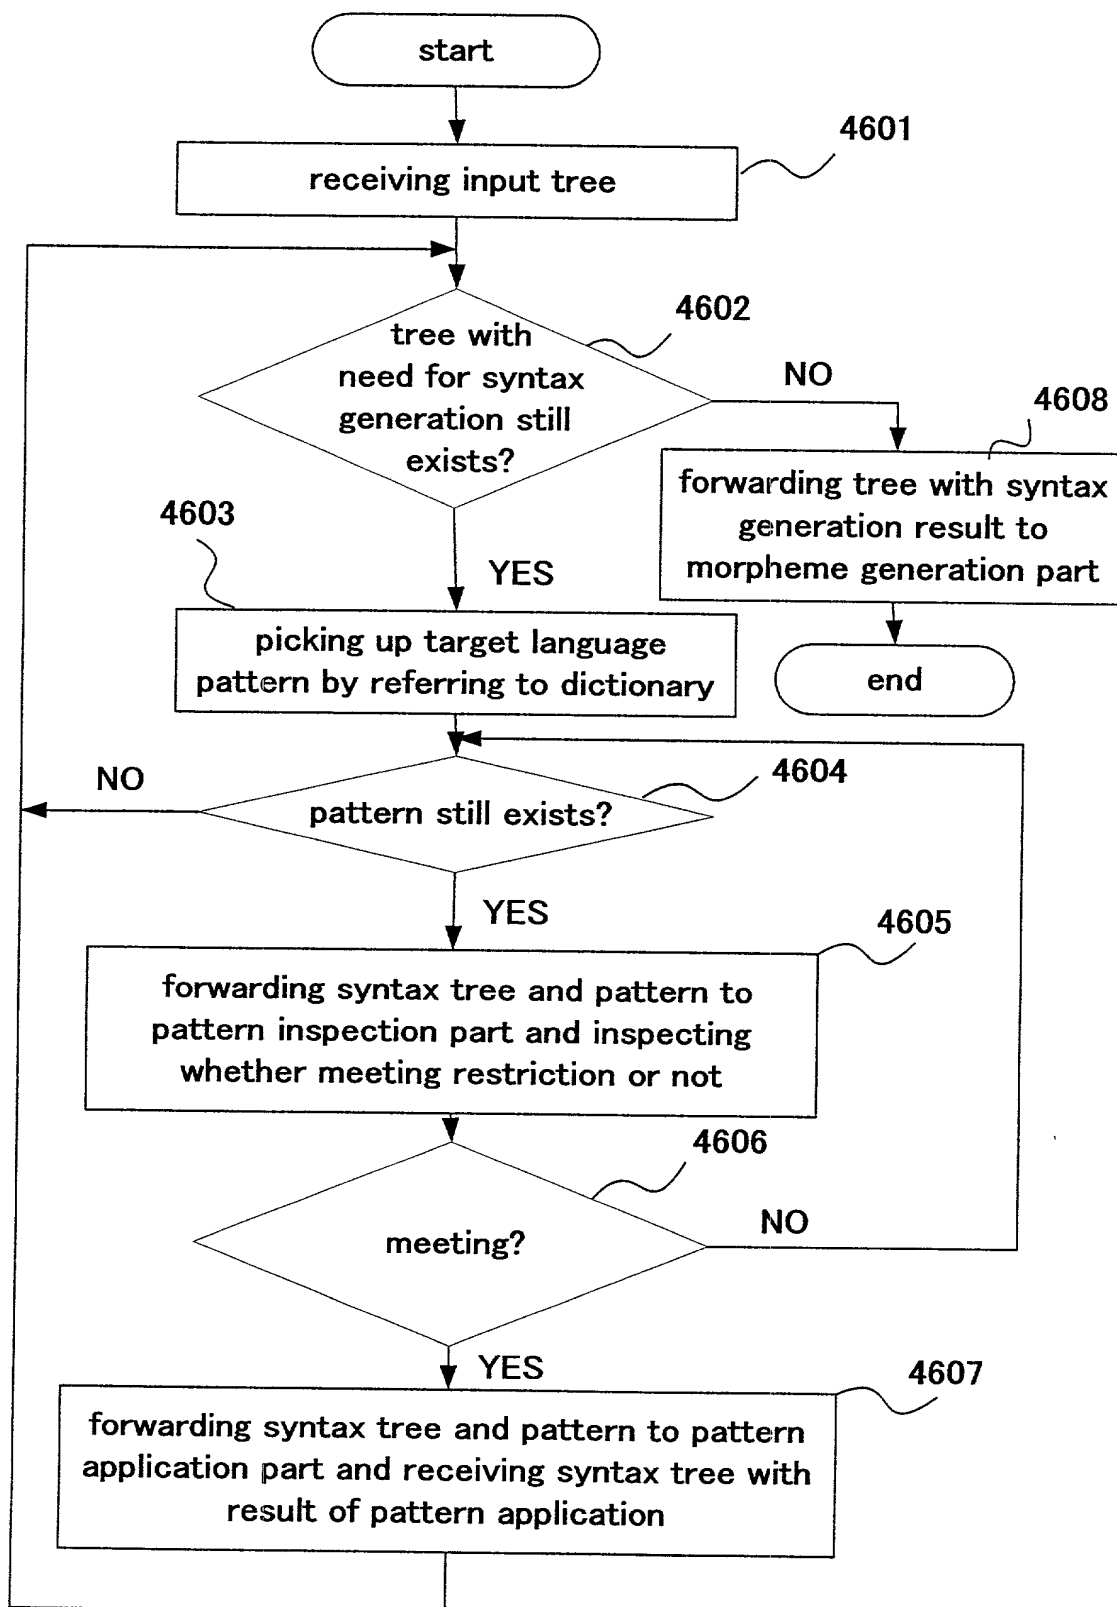 start
4601
receiving input tree
4602
tree with
need for syntax
generation still
exists?
NO
4608
forwarding tree with syntax
generation result to
morpheme generation part
4603
YES
picking up target language
pattern by referring to dictionary
end
NO
4604
pattern still exists?
YES
4605
forwarding syntax tree and pattern to
pattern inspection part and inspecting
whether meeting restriction or not
4606
meeting?
NO
YES
4607
forwarding syntax tree and pattern to pattern
application part and receiving syntax tree with
result of pattern application